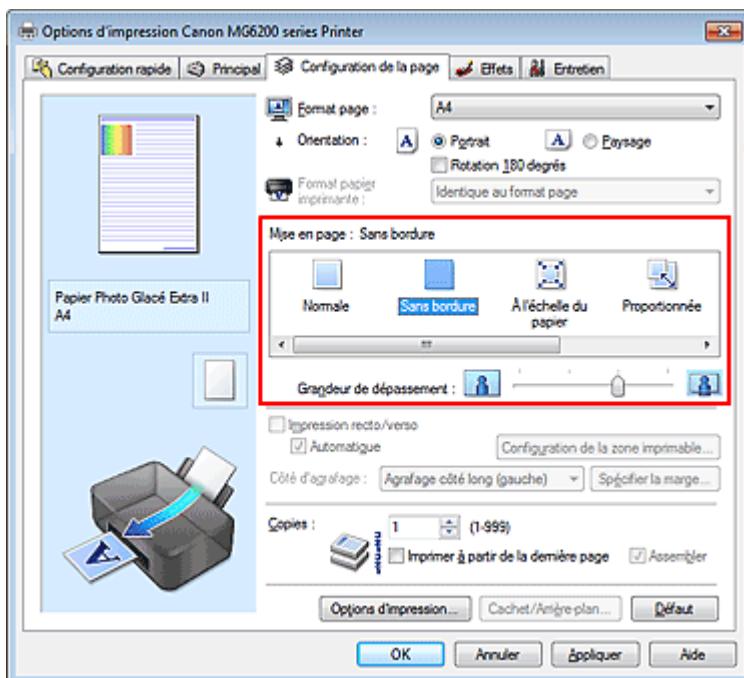 Options d'impression Canon MG6200 series Printer
Configuration rapide
Principal
Configuration de la page
Effets
Entretien
Format page :
A4
Orientation :
A
Portrait
A
Paysage
Rotation 180 degrés
Format papier
imprimante :
Identique au format page
Mise en page : Sans bordure
Normale
Sans bordure
À l'échelle du
papier
Proportionnée
Papier Photo Glacé Extra II
A4
Grandeur de dépassement :
Impression recto/verso
Automatique
Configuration de la zone imprimable...
Côté d'agrafage :
Agrafage côté long (gauche)
Spécifier la marge...
Copies :
1
(1-999)
Imprimer à partir de la dernière page
Assembler
A
Options d'impression...
Cachet/Arrière-plan...
Défaut
OK
Annuler
Appliquer
Aide